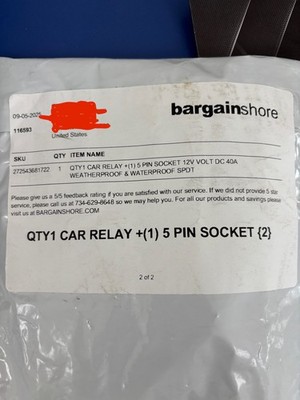 09-05-2025
bargainshore
116593
United States
SKU QTY ITEM NAME
272543681722 1 QTY1 CAR RELAY +(1) 5 PIN SOCKET 12V VOLT DC 40A
WEATHERPROOF & WATERPROOF SPDT
Please give us a 5/5 feedback rating if you are satisfied with our service. If we did not provide 5 star
service, please call us at 734-629-8648 so we may help you. For all our products and savings please
visit us at BARGAINSHORE.COM
QTY1 CAR RELAY +(1) 5 PIN SOCKET {2}
2 of 2